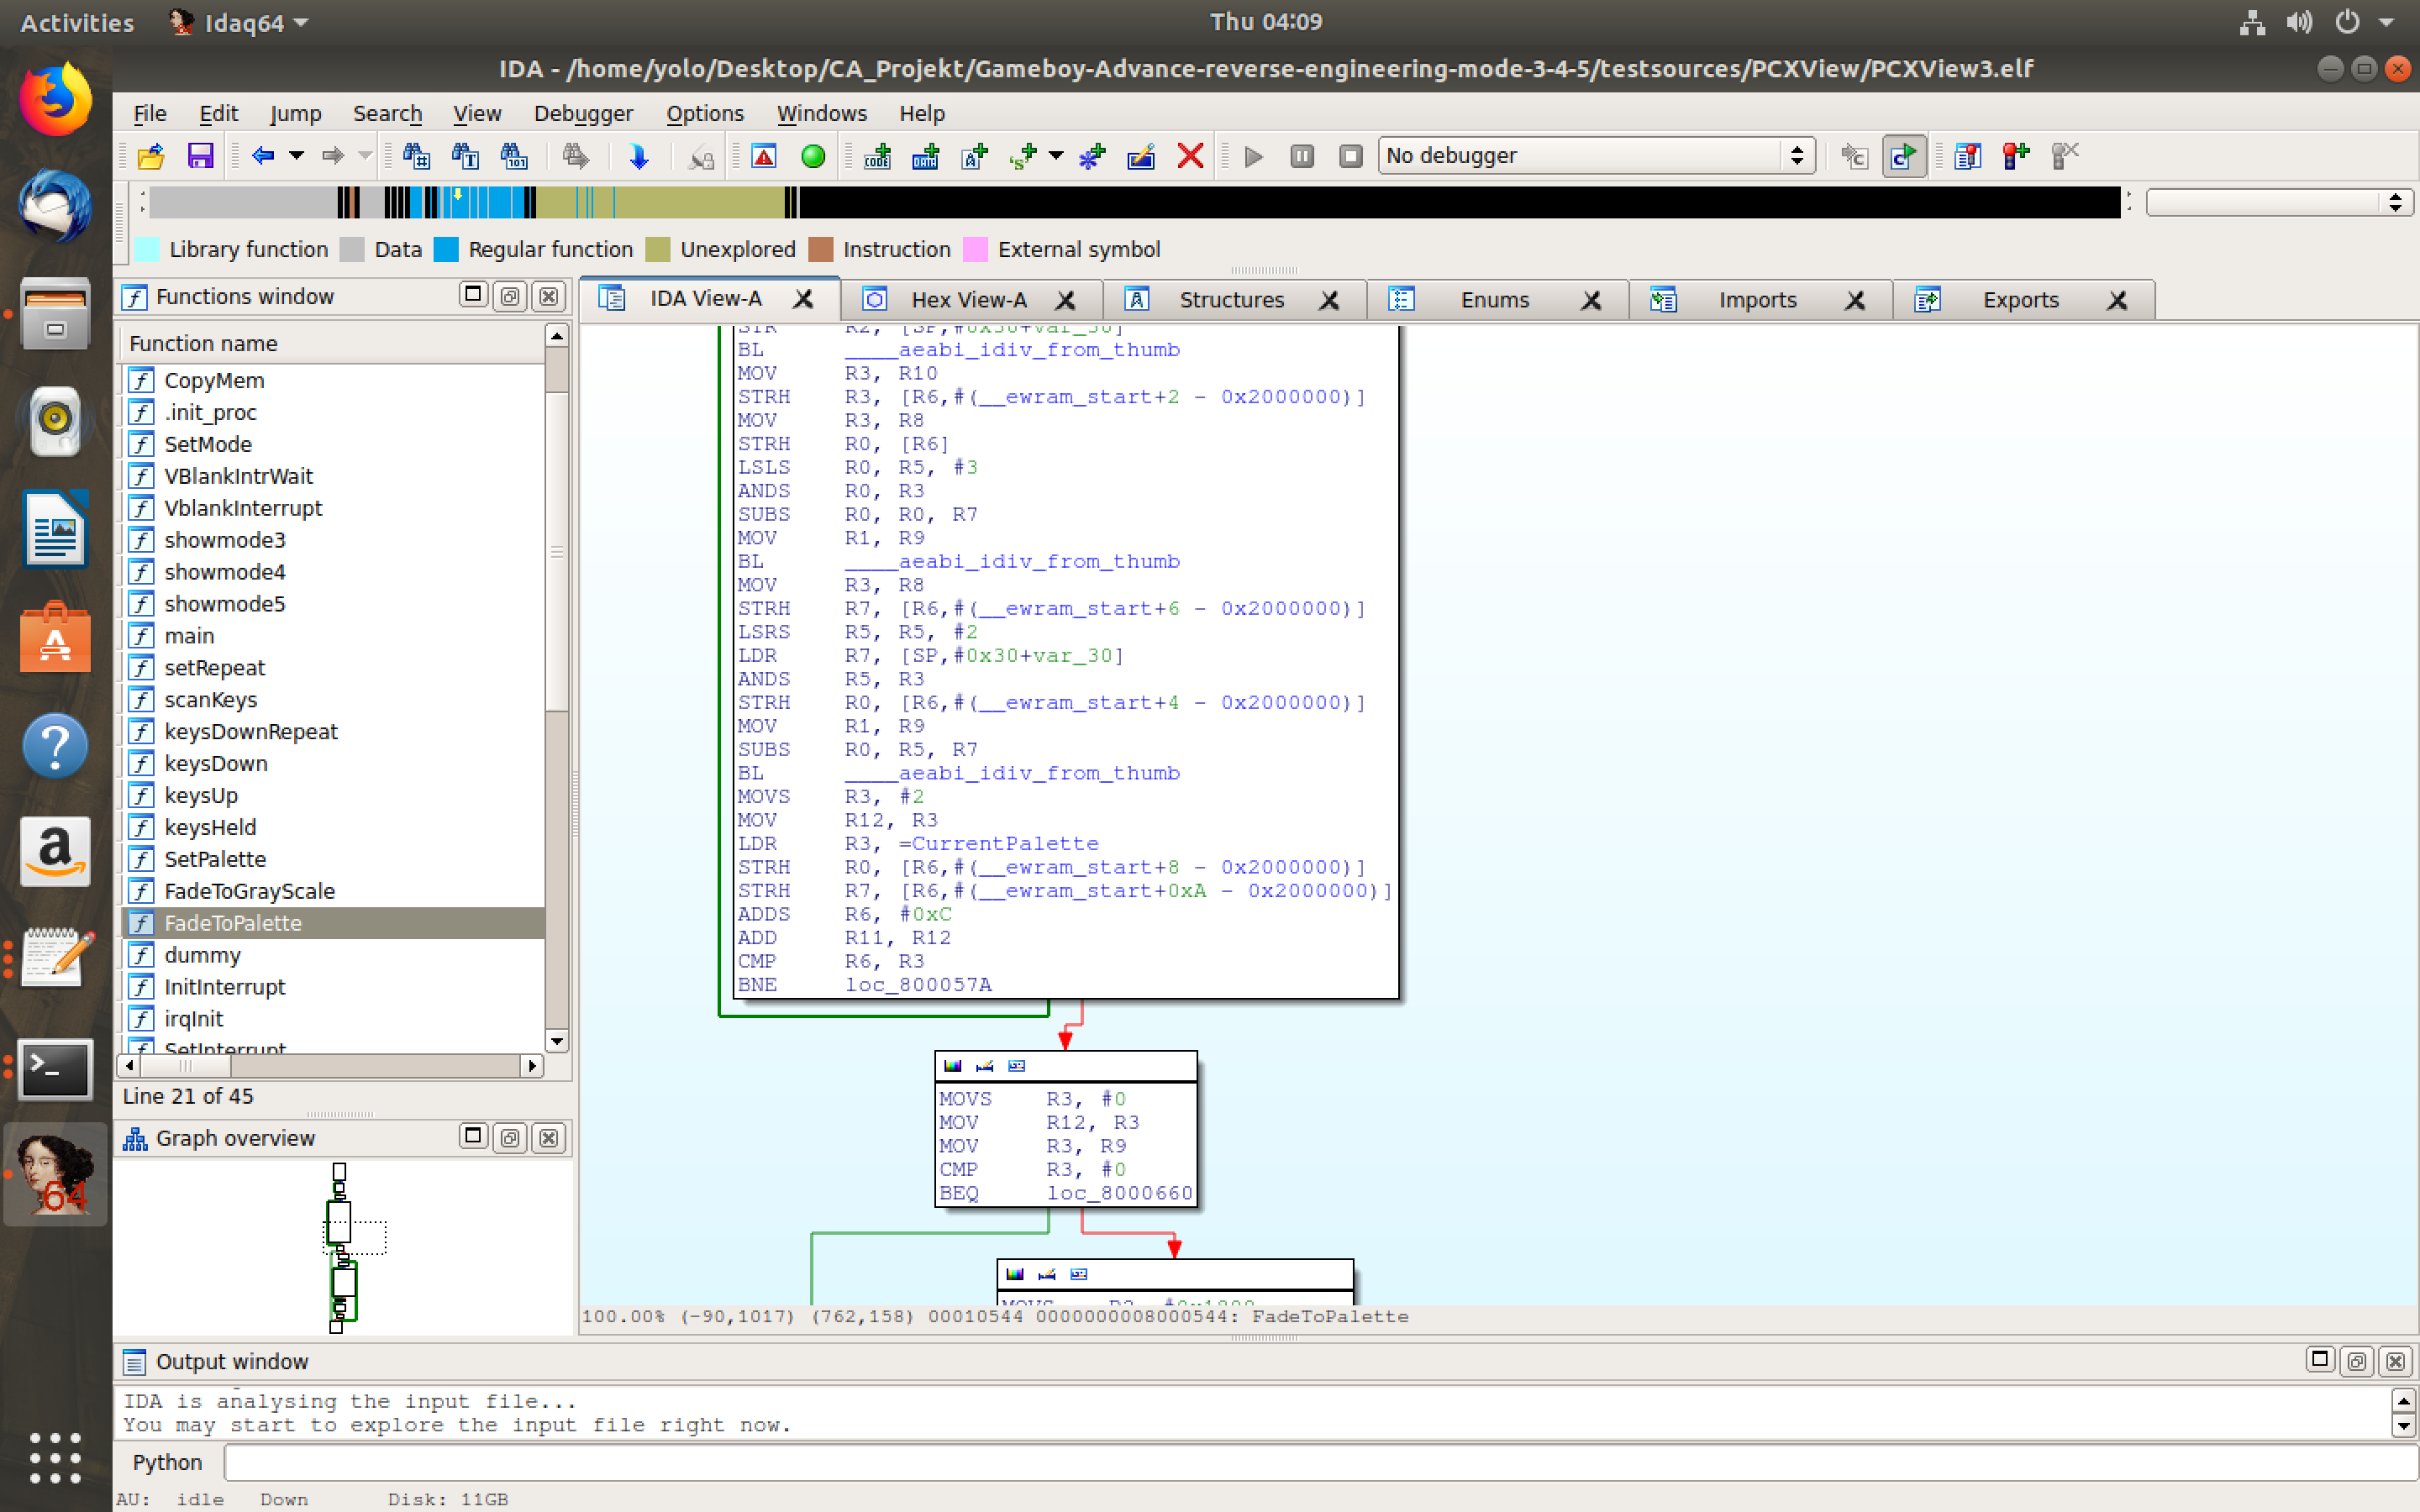 Activities Idaq64 Thu 04:09
IDA - /home/yolo/Desktop/CA_Projekt/Gameboy-Advance-reverse-engineering-mode-3-4-5/testsources/PCXView/PCXView3.elf
File Edit Jump Search View Debugger Options Windows Help
No debugger
Library function Data Regular function Unexplored Instruction External symbol
Functions window
Function name
CopyMem
.init_proc
SetMode
VBlankIntrWait
VblankInterrupt
showmode3
showmode4
showmode5
main
setRepeat
scanKeys
keysDownRepeat
keysDown
keysUp
keysHeld
SetPalette
FadeToGrayScale
FadeToPalette
dummy
InitInterrupt
irqInit
SetInterrupt
Line 21 of 45
Graph overview
IDA View-A Hex View-A Structures Enums Imports Exports
STR R2, [SP,#0x30+var_30]
BL ____aeabi_idiv_from_thumb
MOV R3, R10
STRH R3, [R6,#(__ewram_start+2 - 0x2000000)]
MOV R3, R8
STRH R0, [R6]
LSLS R0, R5, #3
ANDS R0, R3
SUBS R0, R0, R7
MOV R1, R9
BL ____aeabi_idiv_from_thumb
MOV R3, R8
STRH R7, [R6,#(__ewram_start+6 - 0x2000000)]
LSRS R5, R5, #2
LDR R7, [SP,#0x30+var_30]
ANDS R5, R3
STRH R0, [R6,#(__ewram_start+4 - 0x2000000)]
MOV R1, R9
SUBS R0, R5, R7
BL ____aeabi_idiv_from_thumb
MOVS R3, #2
MOV R12, R3
LDR R3, =CurrentPalette
STRH R0, [R6,#(__ewram_start+8 - 0x2000000)]
STRH R7, [R6,#(__ewram_start+0xA - 0x2000000)]
ADDS R6, #0xC
ADD R11, R12
CMP R6, R3
BNE loc_800057A
MOVS R3, #0
MOV R12, R3
MOV R3, R9
CMP R3, #0
BEQ loc_8000660
100.00% (-90,1017) (762,158) 00010544 0000000008000544: FadeToPalette
Output window
IDA is analysing the input file...
You may start to explore the input file right now.
Python
AU: idle Down Disk: 11GB
64